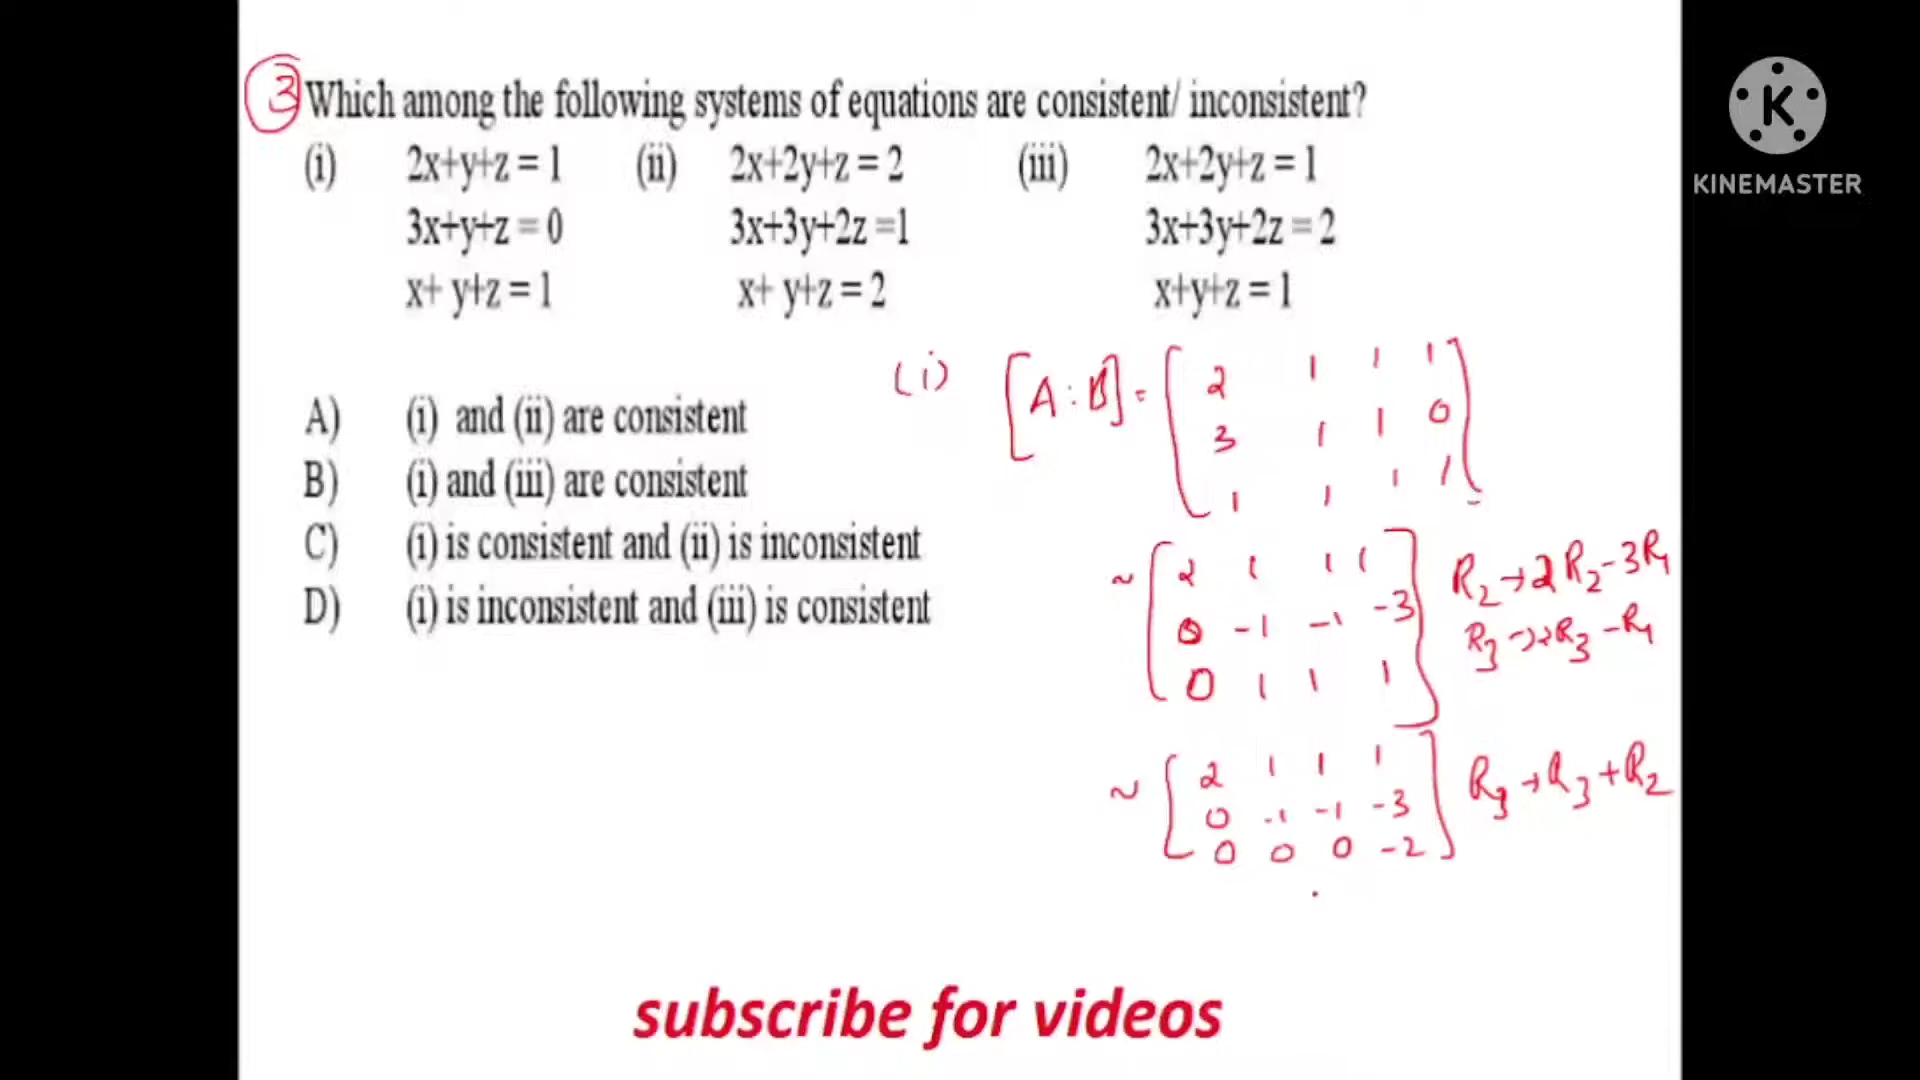 3 Which among the following systems of equations are consistent/ inconsistent?
(i) 2x+y+z = 1 (ii) 2x+2y+z = 2 (iii) 2x+2y+z = 1
3x+y+z = 0 3x+3y+2z =1 3x+3y+2z = 2
x+ y+z = 1 x+ y+z = 2 x+y+z = 1
A) (i) and (ii) are consistent
B) (i) and (iii) are consistent
C) (i) is consistent and (ii) is inconsistent
D) (i) is inconsistent and (iii) is consistent
(i) [A:B] =
2 1 1 1
3 1 1 0
1 1 1 1
~ 2 1 1 1 R2→2R2-3R1
0 -1 -1 -3
0 1 1 1 R3→2R3-R1
~ 2 1 1 1 R3→R3+R2
0 -1 -1 -3
0 0 0 -2
subscribe for videos
K
KINEMASTER